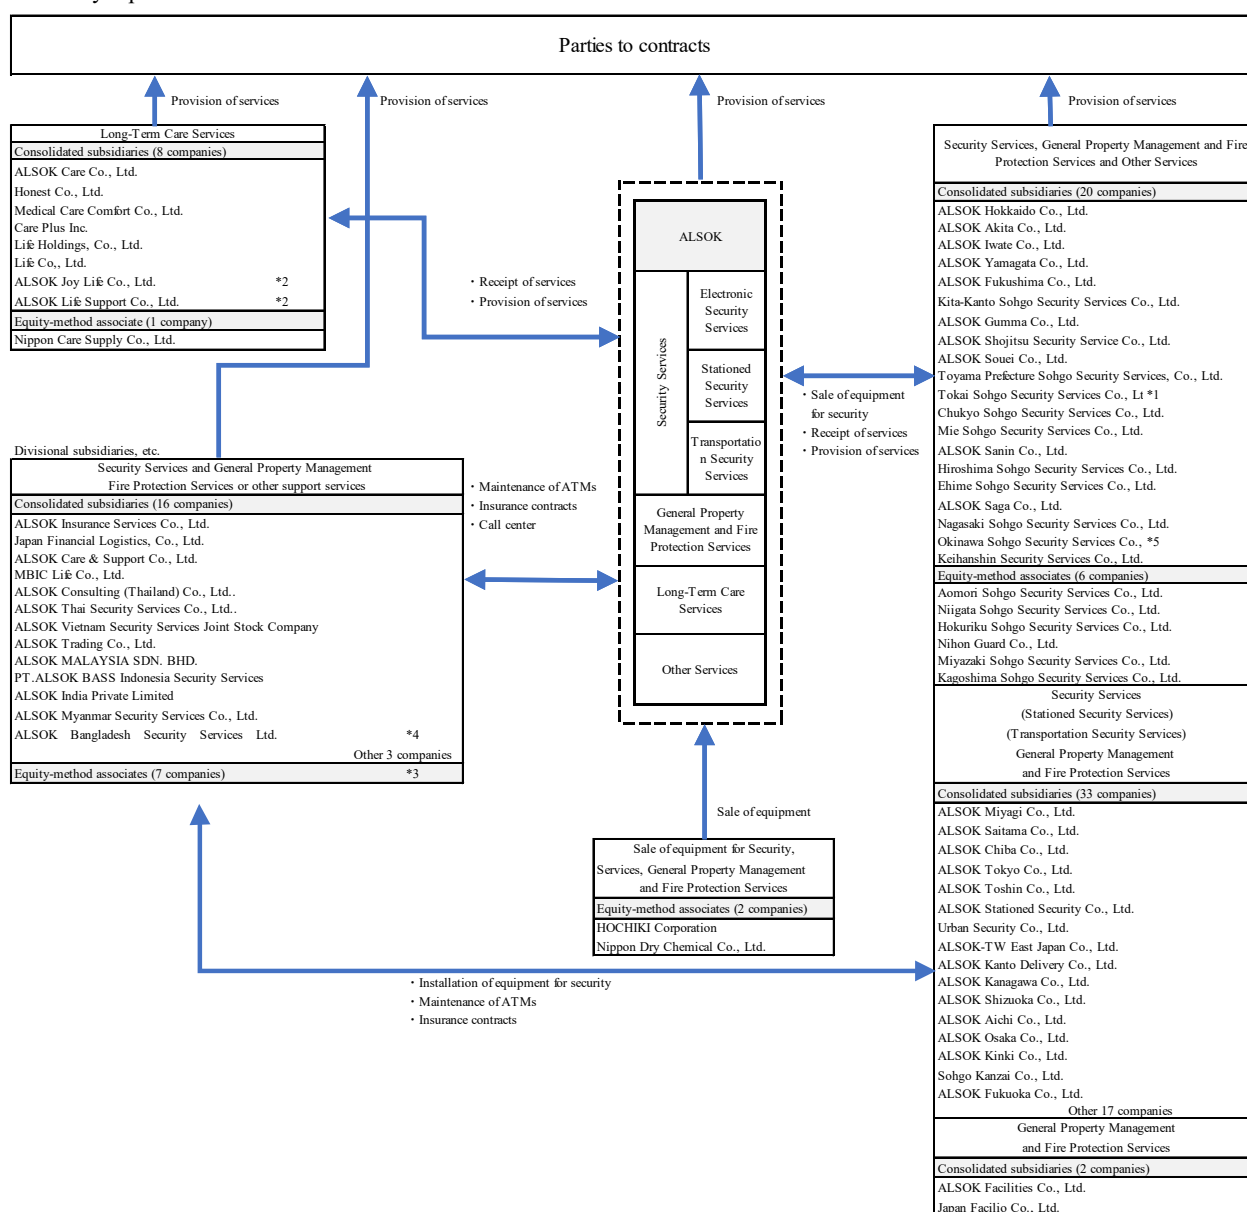 Parties to contracts
Provision of services
Provision of services
Provision of services
Provision of services
Long-Term Care Services
Consolidated subsidiaries (8 companies)
ALSOK Care Co., Ltd.
Honest Co., Ltd.
Medical Care Comfort Co., Ltd.
Care Plus Inc.
Life Holdings, Co., Ltd.
Life Co,, Ltd.
ALSOK Joy Life Co., Ltd. *2
ALSOK Life Support Co., Ltd. *2
Equity-method associate (1 company)
Nippon Care Supply Co., Ltd.
・Receipt of services
・Provision of services
Divisional subsidiaries, etc.
Security Services and General Property Management
Fire Protection Services or other support services
Consolidated subsidiaries (16 companies)
ALSOK Insurance Services Co., Ltd.
Japan Financial Logistics, Co., Ltd.
ALSOK Care & Support Co., Ltd.
MBIC Life Co., Ltd.
ALSOK Consulting (Thailand) Co., Ltd..
ALSOK Thai Security Services Co., Ltd..
ALSOK Vietnam Security Services Joint Stock Company
ALSOK Trading Co., Ltd.
ALSOK MALAYSIA SDN. BHD.
PT.ALSOK BASS Indonesia Security Services
ALSOK India Private Limited
ALSOK Myanmar Security Services Co., Ltd.
ALSOK Bangladesh Security Services Ltd. *4
Other 3 companies
Equity-method associates (7 companies) *3
・Maintenance of ATMs
・Insurance contracts
・Call center
ALSOK
Security Services
Electronic
Security
Services
Stationed
Security
Services
Transportatio
n Security
Services
General Property
Management and Fire
Protection Services
Long-Term Care
Services
Other Services
Sale of equipment
Sale of equipment for Security,
Services, General Property Management
and Fire Protection Services
Equity-method associates (2 companies)
HOCHIKI Corporation
Nippon Dry Chemical Co., Ltd.
・Installation of equipment for security
・Maintenance of ATMs
・Insurance contracts
・Sale of equipment
for security
・Receipt of services
・Provision of services
Security Services, General Property Management and Fire
Protection Services and Other Services
Consolidated subsidiaries (20 companies)
ALSOK Hokkaido Co., Ltd.
ALSOK Akita Co., Ltd.
ALSOK Iwate Co., Ltd.
ALSOK Yamagata Co., Ltd.
ALSOK Fukushima Co., Ltd.
Kita-Kanto Sohgo Security Services Co., Ltd.
ALSOK Gumma Co., Ltd.
ALSOK Shojitsu Security Service Co., Ltd.
ALSOK Souei Co., Ltd.
Toyama Prefecture Sohgo Security Services, Co., Ltd.
Tokai Sohgo Security Services Co., Lt *1
Chukyo Sohgo Security Services Co., Ltd.
Mie Sohgo Security Services Co., Ltd.
ALSOK Sanin Co., Ltd.
Hiroshima Sohgo Security Services Co., Ltd.
Ehime Sohgo Security Services Co., Ltd.
ALSOK Saga Co., Ltd.
Nagasaki Sohgo Security Services Co., Ltd.
Okinawa Sohgo Security Services Co., *5
Keihanshin Security Services Co., Ltd.
Equity-method associates (6 companies)
Aomori Sohgo Security Services Co., Ltd.
Niigata Sohgo Security Services Co., Ltd.
Hokuriku Sohgo Security Services Co., Ltd.
Nihon Guard Co., Ltd.
Miyazaki Sohgo Security Services Co., Ltd.
Kagoshima Sohgo Security Services Co., Ltd.
Security Services
(Stationed Security Services)
(Transportation Security Services)
General Property Management
and Fire Protection Services
Consolidated subsidiaries (33 companies)
ALSOK Miyagi Co., Ltd.
ALSOK Saitama Co., Ltd.
ALSOK Chiba Co., Ltd.
ALSOK Tokyo Co., Ltd.
ALSOK Toshin Co., Ltd.
ALSOK Stationed Security Co., Ltd.
Urban Security Co., Ltd.
ALSOK-TW East Japan Co., Ltd.
ALSOK Kanto Delivery Co., Ltd.
ALSOK Kanagawa Co., Ltd.
ALSOK Shizuoka Co., Ltd.
ALSOK Aichi Co., Ltd.
ALSOK Osaka Co., Ltd.
ALSOK Kinki Co., Ltd.
Sohgo Kanzai Co., Ltd.
ALSOK Fukuoka Co., Ltd.
Other 17 companies
General Property Management
and Fire Protection Services
Consolidated subsidiaries (2 companies)
ALSOK Facilities Co., Ltd.
Japan Facilio Co., Ltd.